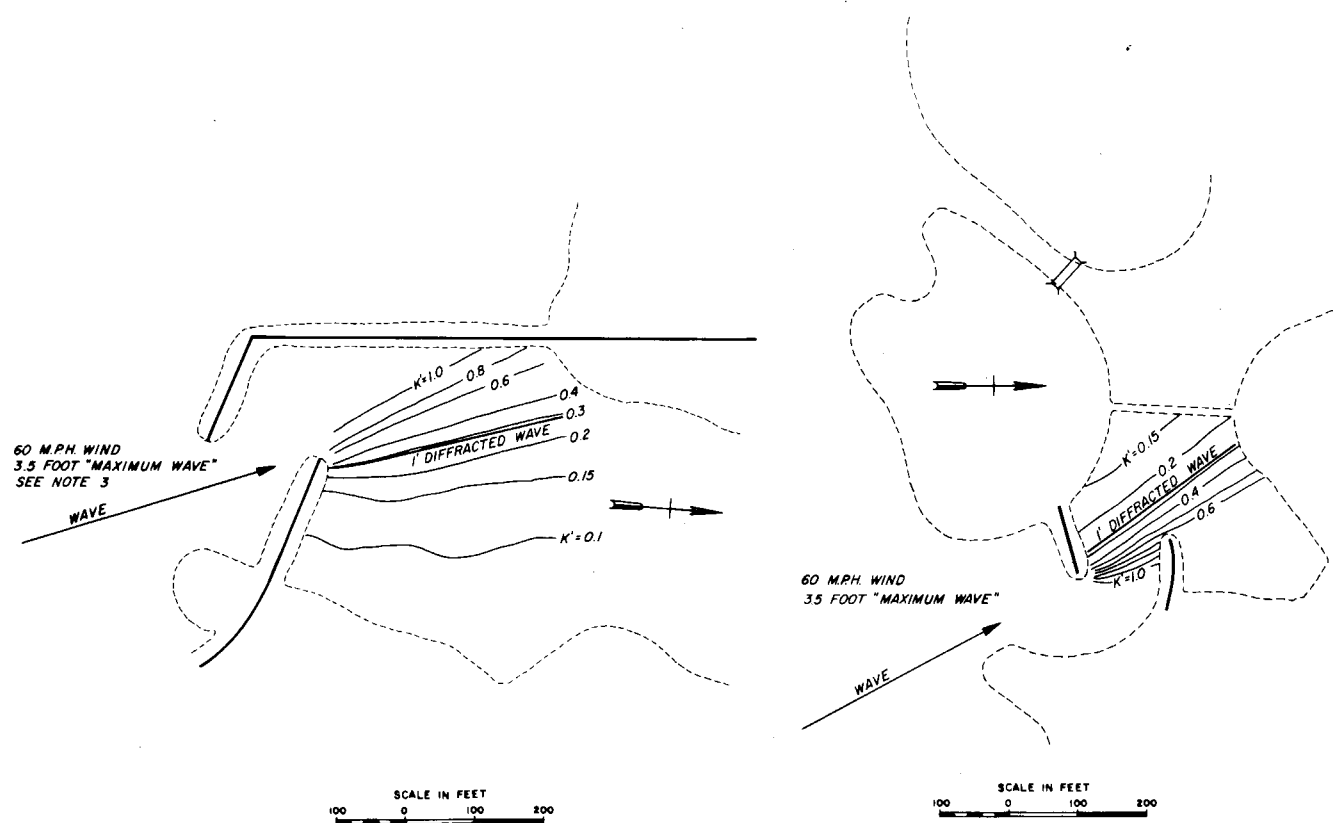 K'=1.0
0.8
0.6
0.4
0.3
0.2
1' DIFFRACTED WAVE
0.15
K'=0.1
60 M.P.H. WIND
3.5 FOOT "MAXIMUM WAVE"
SEE NOTE 3
WAVE
SCALE IN FEET
100 0 100 200
K'=0.15
0.2
1' DIFFRACTED WAVE
0.4
0.6
K'=1.0
60 M.P.H. WIND
3.5 FOOT "MAXIMUM WAVE"
WAVE
SCALE IN FEET
100 0 100 200